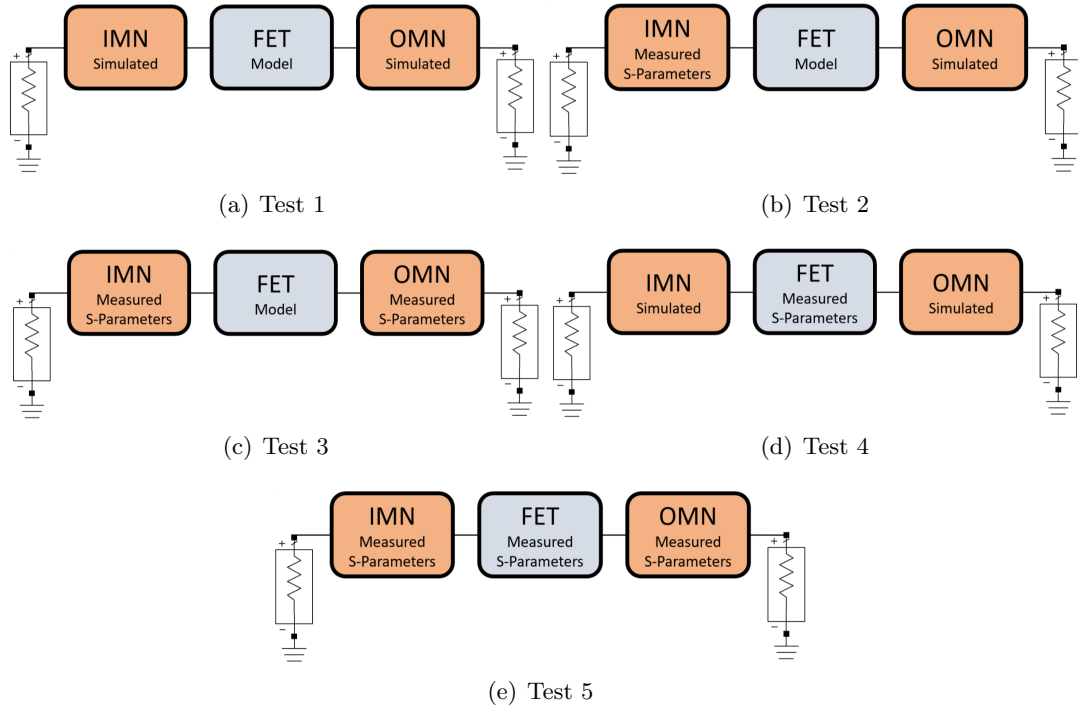 IMN
Simulated
FET
Model
OMN
Simulated
+
−
+
−
(a) Test 1
IMN
Measured
S-Parameters
FET
Model
OMN
Simulated
+
−
+
−
(b) Test 2
IMN
Measured
S-Parameters
FET
Model
OMN
Measured
S-Parameters
+
−
+
−
(c) Test 3
IMN
Simulated
FET
Measured
S-Parameters
OMN
Simulated
+
−
+
−
(d) Test 4
IMN
Measured
S-Parameters
FET
Measured
S-Parameters
OMN
Measured
S-Parameters
+
−
+
−
(e) Test 5